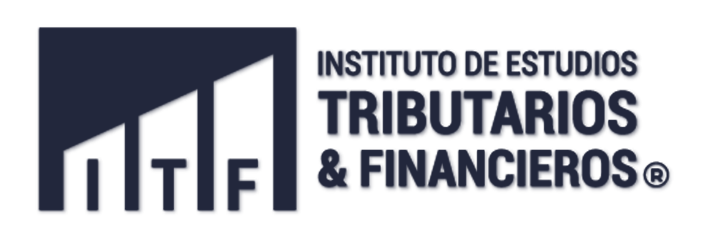 ITF
INSTITUTO DE ESTUDIOS
TRIBUTARIOS
& FINANCIEROS®